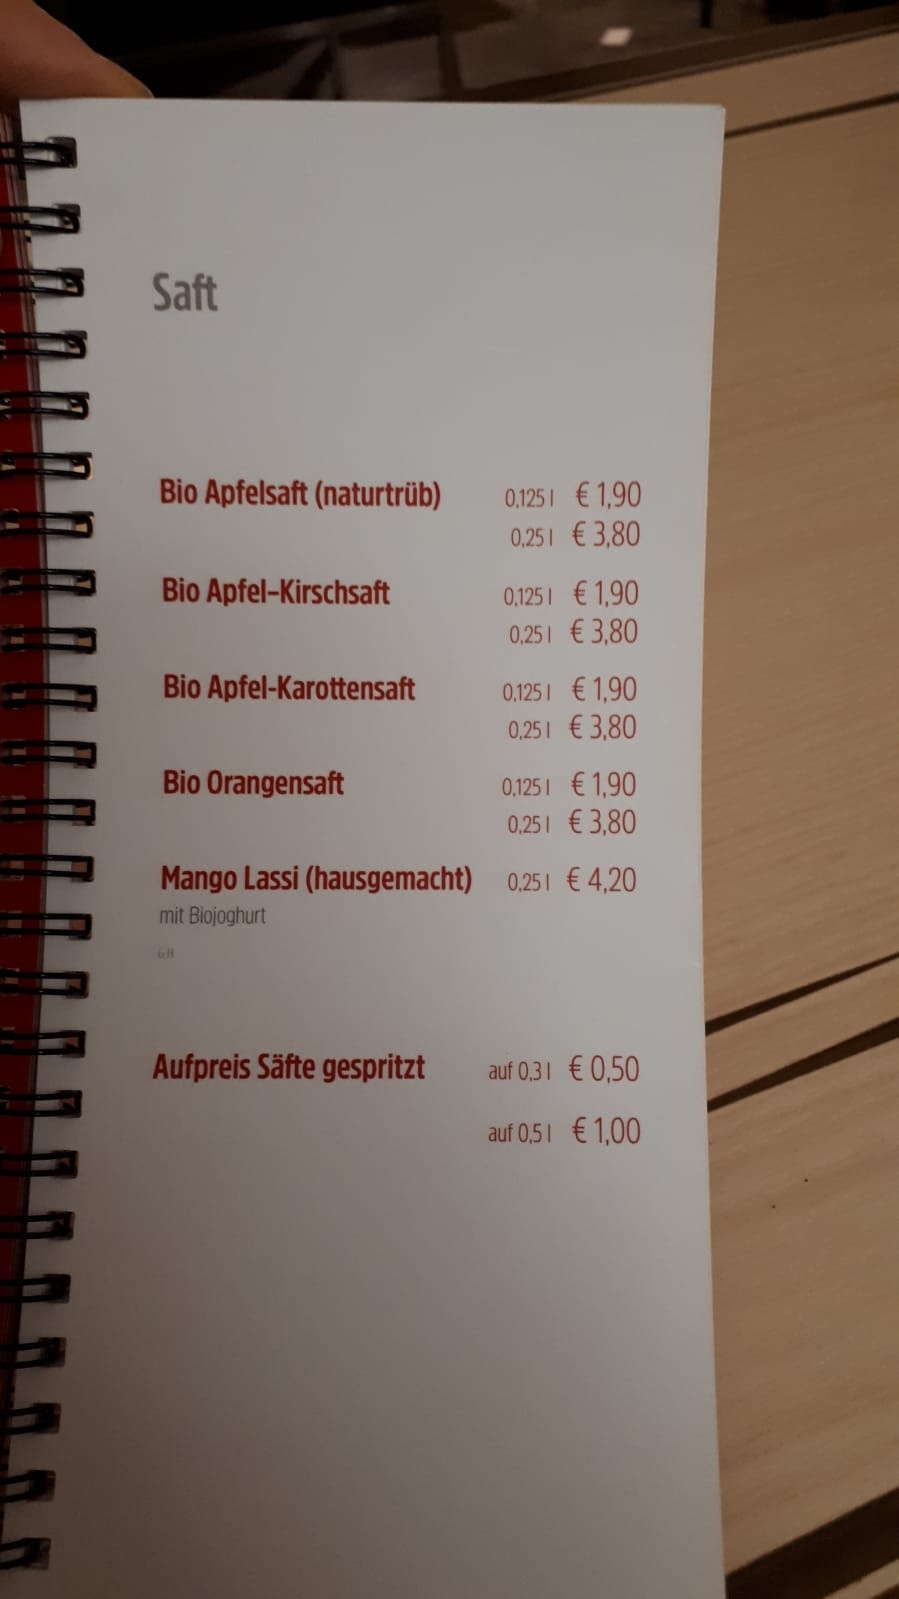 Saft
Bio Apfelsaft (naturtrüb) 0,125 l € 1,90
0,25 l € 3,80
Bio Apfel-Kirschsaft 0,125 l € 1,90
0,25 l € 3,80
Bio Apfel-Karottensaft 0,125 l € 1,90
0,25 l € 3,80
Bio Orangensaft 0,125 l € 1,90
0,25 l € 3,80
Mango Lassi (hausgemacht) 0,25 l € 4,20
mit Biojoghurt
G H
Aufpreis Säfte gespritzt auf 0,3 l € 0,50
auf 0,5 l € 1,00